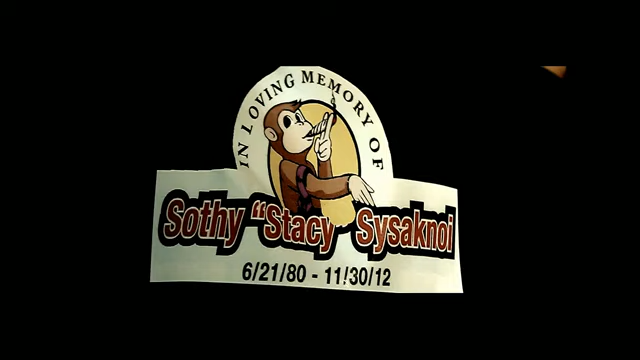 IN LOVING MEMORY OF
Sothy “Stacy Sysaknoi
6/21/80 - 11/30/12